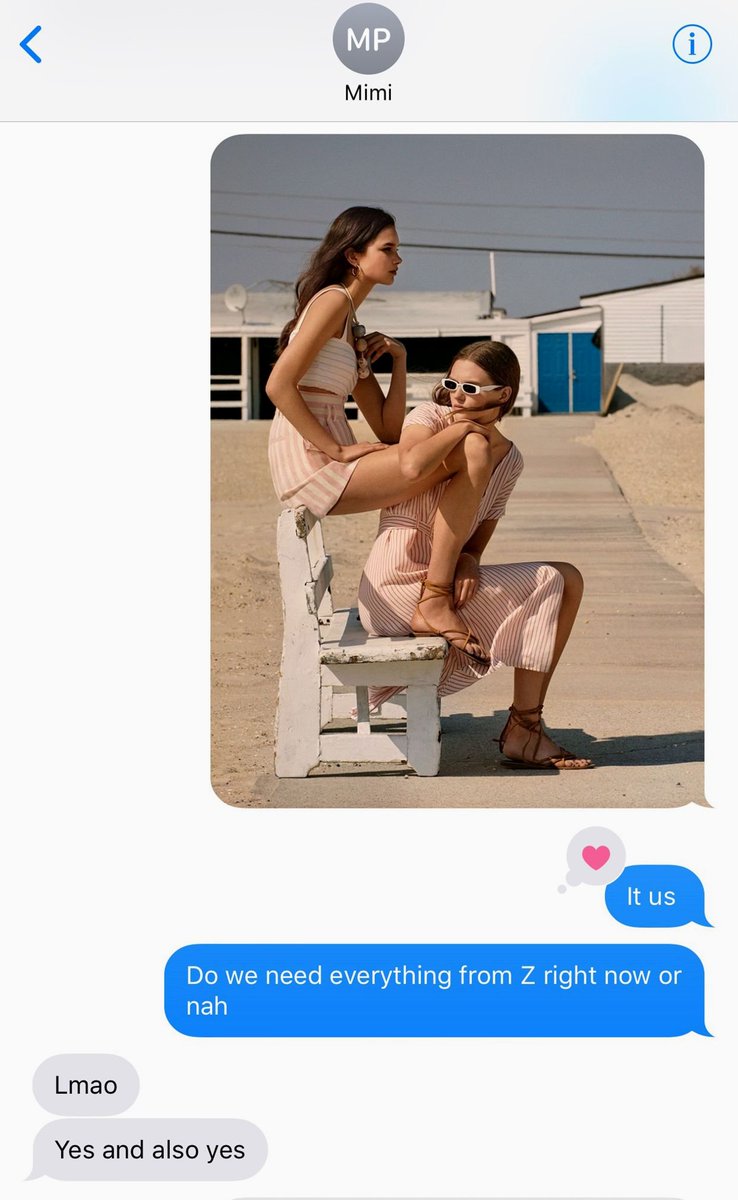 MP
Mimi
It us
Do we need everything from Z right now or
nah
Lmao
Yes and also yes